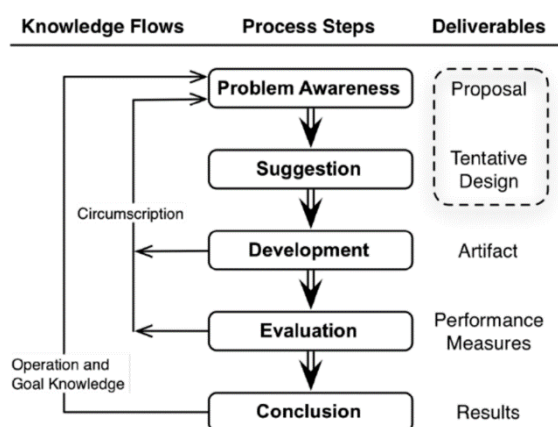 Knowledge Flows Process Steps Deliverables
Problem Awareness Proposal
Suggestion Tentative
Design
Circumscription
Development Artifact
Evaluation Performance
Measures
Operation and
Goal Knowledge
Conclusion Results